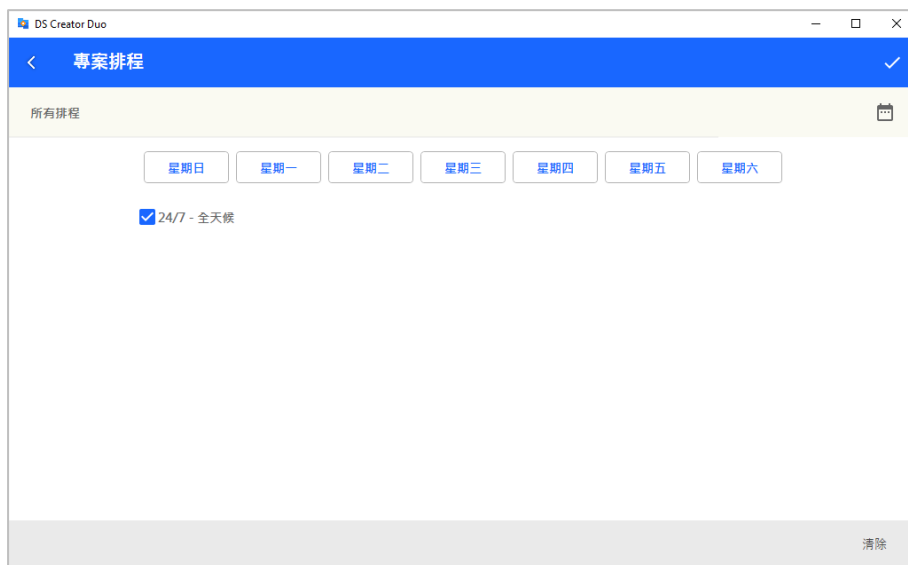 DS Creator Duo
專案排程
所有排程
星期日 星期一 星期二 星期三 星期四 星期五 星期六
24/7 - 全天候
清除